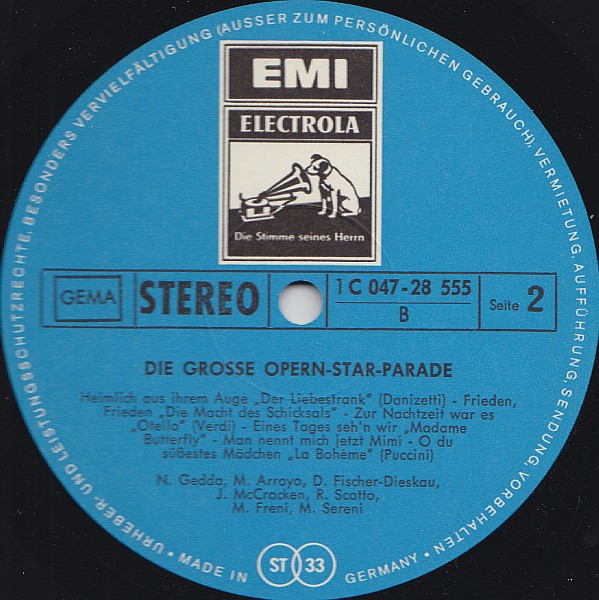 URHEBER- UND LEISTUNGSSCHUTZRECHTE, BESONDERS VERVIELFÄLTIGUNG (AUSSER ZUM PERSÖNLICHEN GEBRAUCH), VERMIETUNG, AUFFÜHRUNG, SENDUNG, VORBEHALTEN
EMI
ELECTROLA
Die Stimme seines Herrn
GEMA
STEREO
1 C 047-28 555
B
Seite 2
DIE GROSSE OPERN-STAR-PARADE
Heimlich aus ihrem Auge „Der Liebestrank" (Donizetti) - Frieden,
Frieden „Die Macht des Schicksals" - Zur Nachtzeit war es
„Otello" (Verdi) - Eines Tages seh'n wir „Madame
Butterfly" - Man nennt mich jetzt Mimi - O du
süßestes Mädchen „La Bohème" (Puccini)
N. Gedda, M. Arroyo, D. Fischer-Dieskau,
J. McCracken, R. Scotto,
M. Freni, M. Sereni
• MADE IN GERMANY •
ST 33